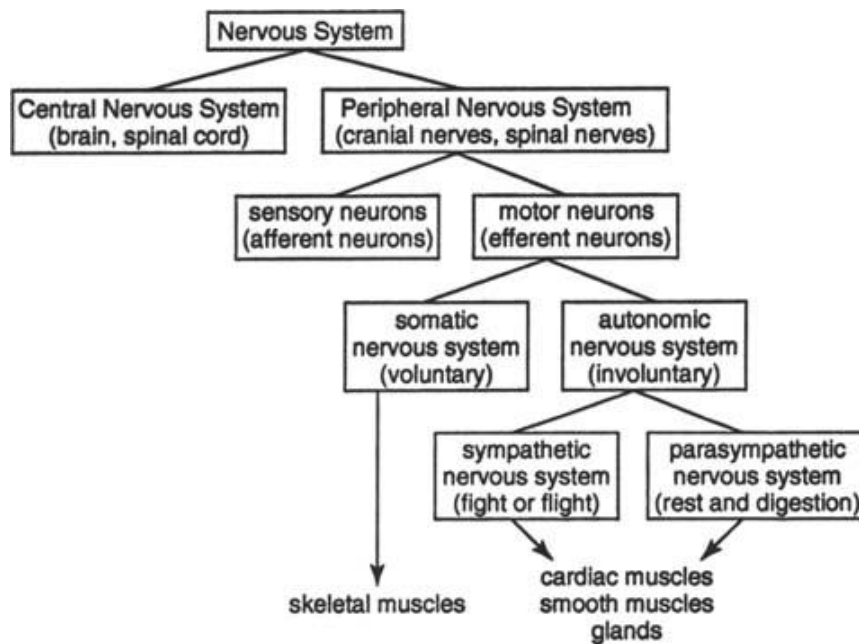 Nervous System
Central Nervous System
(brain, spinal cord)
Peripheral Nervous System
(cranial nerves, spinal nerves)
sensory neurons
(afferent neurons)
motor neurons
(efferent neurons)
somatic
nervous system
(voluntary)
autonomic
nervous system
(involuntary)
sympathetic
nervous system
(fight or flight)
parasympathetic
nervous system
(rest and digestion)
skeletal muscles
cardiac muscles
smooth muscles
glands